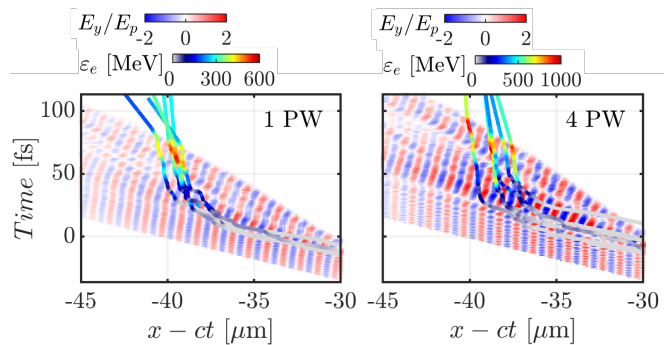 E_y/E_p -2 0 2
ε_e [MeV] 0 300 600
E_y/E_p -2 0 2
ε_e [MeV] 0 500 1000
1 PW
4 PW
100
50
0
Time [fs]
-45 -40 -35 -30
-45 -40 -35 -30
x − ct [μm]
x − ct [μm]